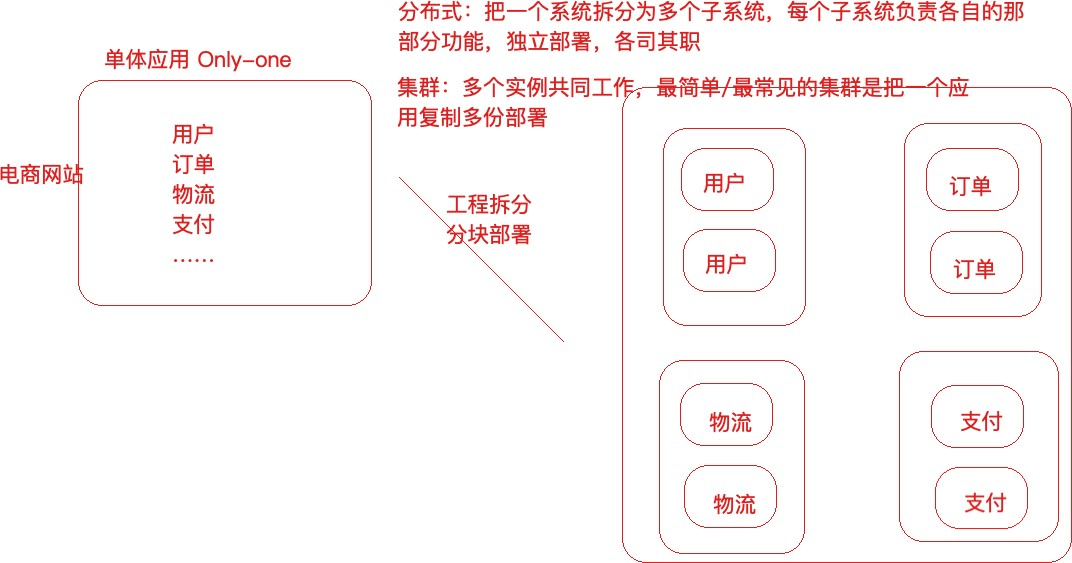 分布式：把一个系统拆分为多个子系统，每个子系统负责各自的那
部分功能，独立部署，各司其职
单体应用 Only-one
集群：多个实例共同工作，最简单/最常见的集群是把一个应
用复制多份部署
电商网站
用户
订单
物流
支付
……
工程拆分
分块部署
用户
用户
订单
订单
物流
物流
支付
支付